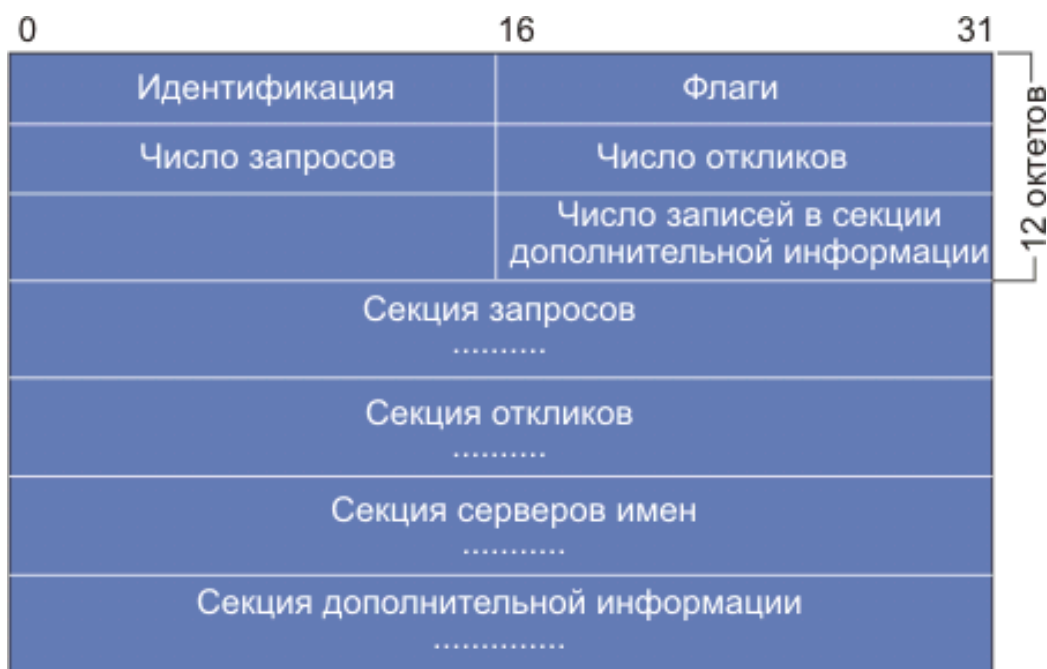 0 16 31
Идентификация Флаги
Число запросов Число откликов
Число записей в секции
дополнительной информации
12 октетов
Секция запросов
..........
Секция откликов
..........
Секция серверов имен
...........
Секция дополнительной информации
..............